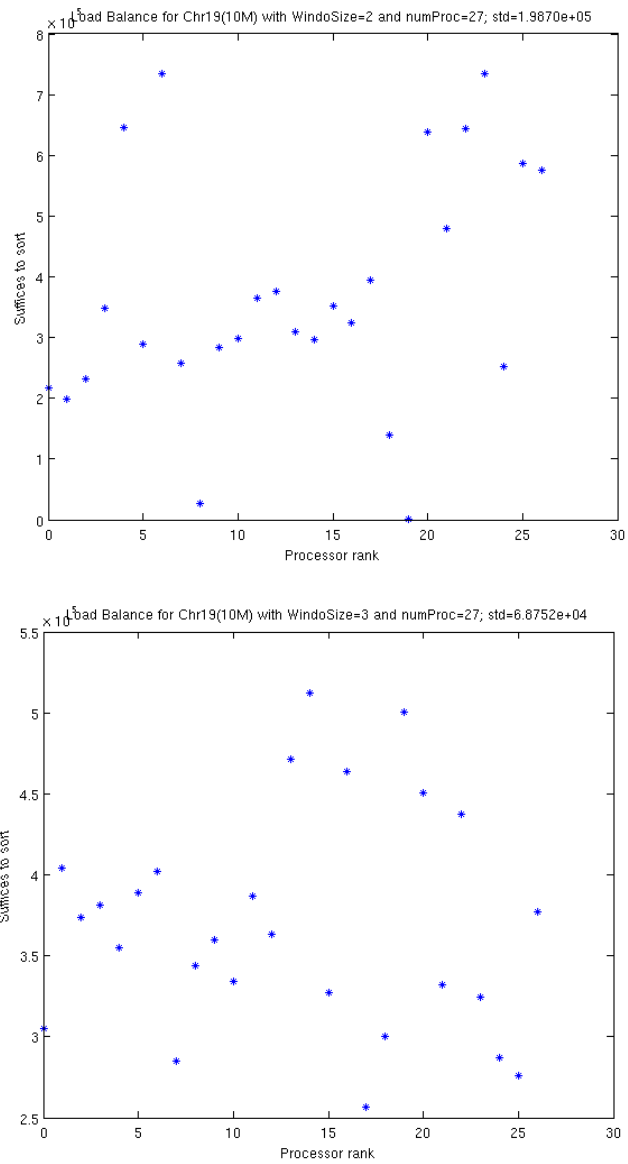 × 10^5
Load Balance for Chr19(10M) with WindoSize=2 and numProc=27; std=1.9870e+05
8
7
6
5
4
3
2
1
0
Suffices to sort
0 5 10 15 20 25 30
Processor rank
× 10^5
Load Balance for Chr19(10M) with WindoSize=3 and numProc=27; std=6.8752e+04
5.5
5
4.5
4
3.5
3
2.5
Suffices to sort
0 5 10 15 20 25 30
Processor rank